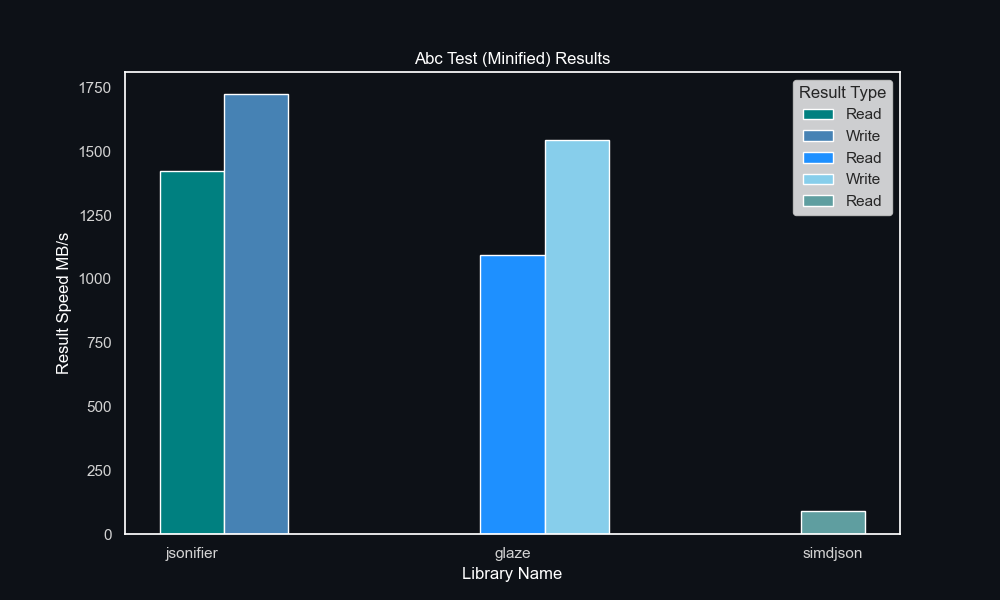 Abc Test (Minified) Results
Result Speed MB/s
1750
1500
1250
1000
750
500
250
0
Result Type
Read
Write
Read
Write
Read
jsonifier
glaze
simdjson
Library Name